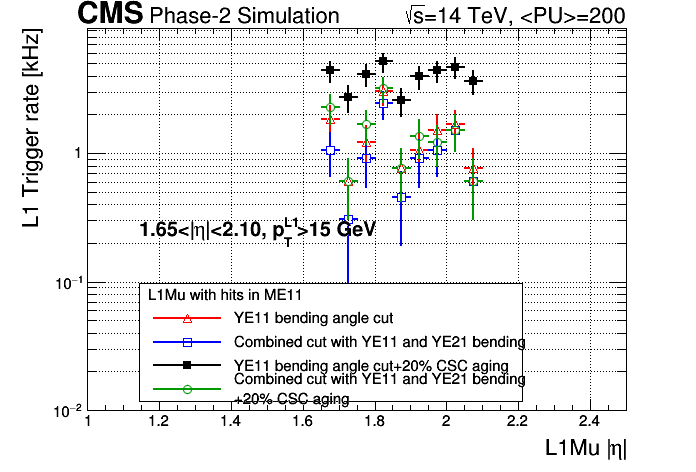 CMS Phase-2 Simulation √s=14 TeV, <PU>=200
L1 Trigger rate [kHz]
1
10⁻¹
10⁻²
1.65<|η|<2.10, p_T^L1>15 GeV
L1Mu with hits in ME11
YE11 bending angle cut
Combined cut with YE11 and YE21 bending
YE11 bending angle cut+20% CSC aging
Combined cut with YE11 and YE21 bending
+20% CSC aging
1 1.2 1.4 1.6 1.8 2 2.2 2.4
L1Mu |η|